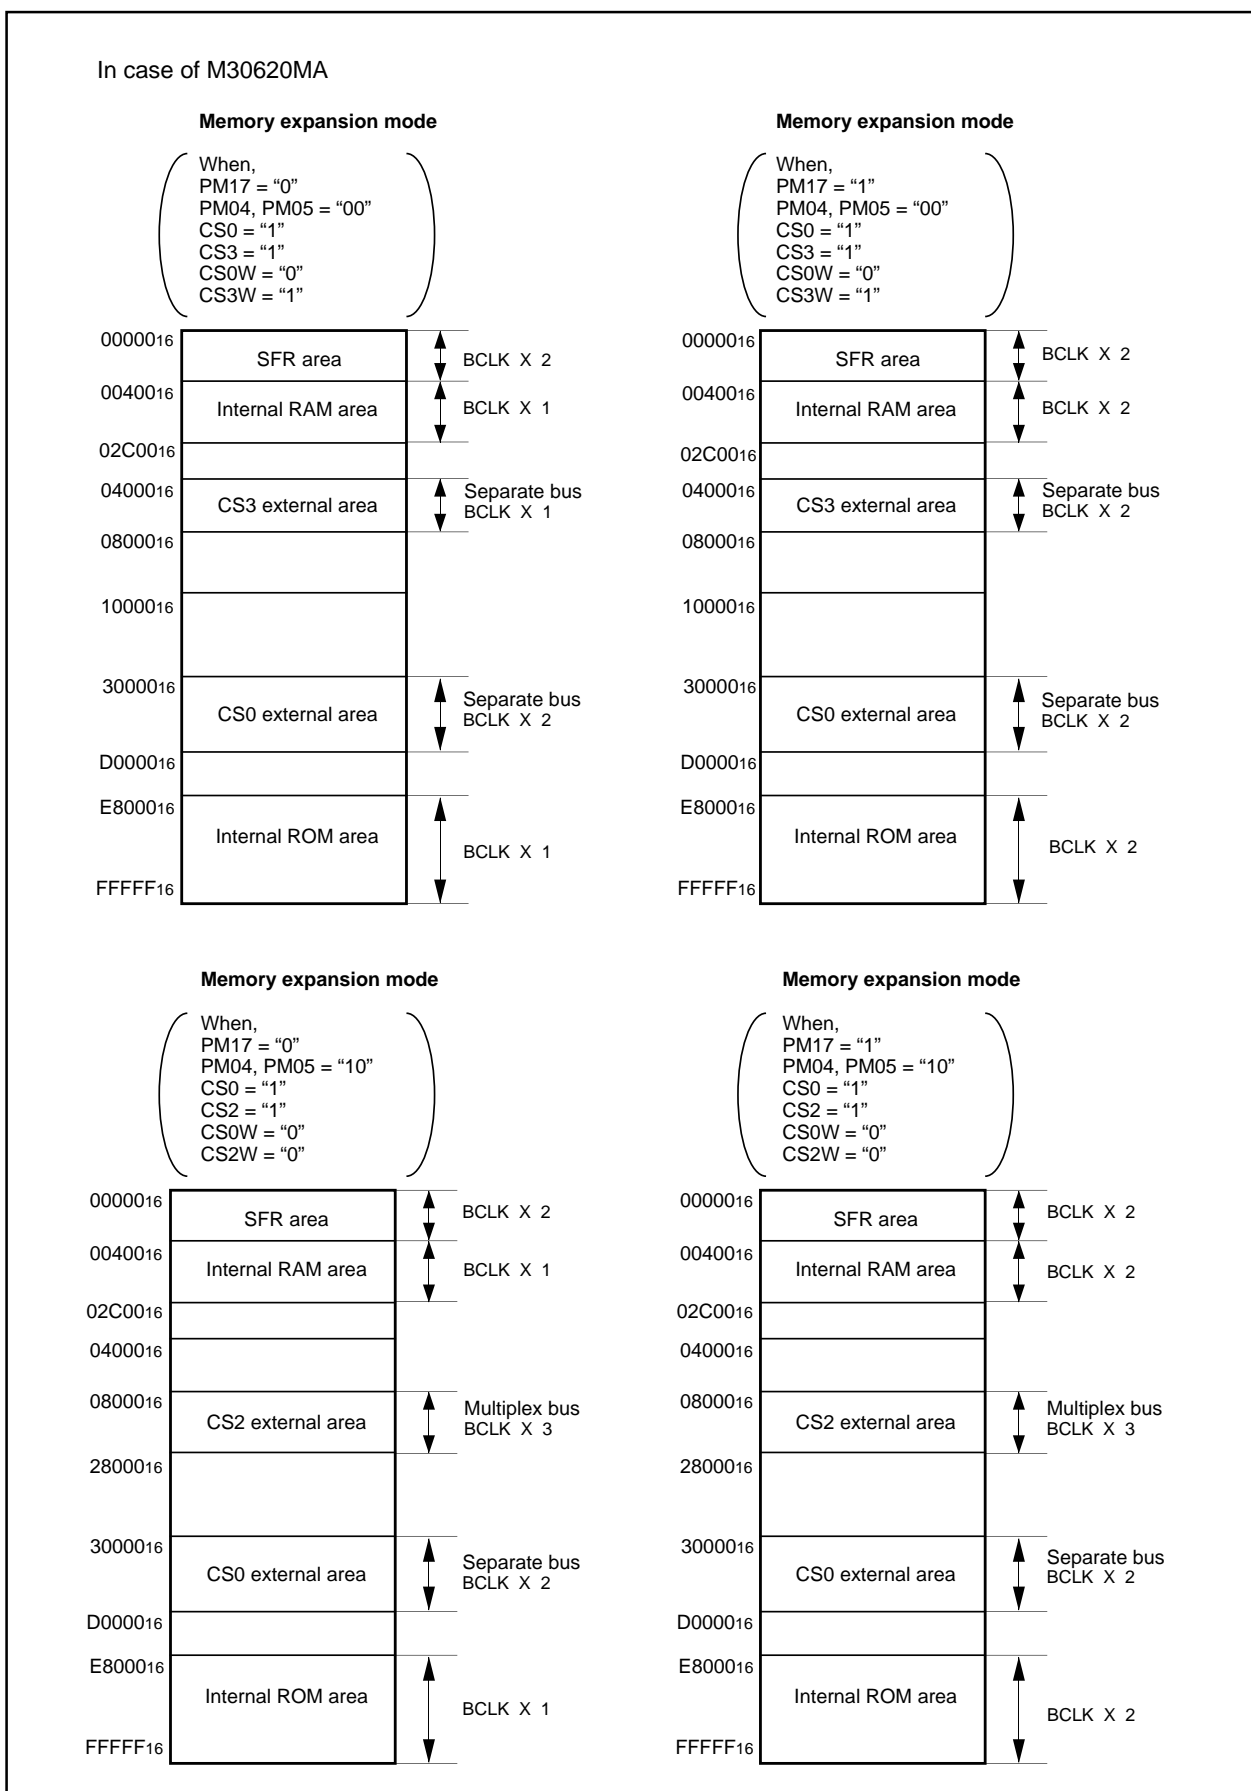 In case of M30620MA
Memory expansion mode
When,
PM17 = “0”
PM04, PM05 = “00”
CS0 = “1”
CS3 = “1”
CS0W = “0”
CS3W = “1”
0000016
SFR area
BCLK X 2
0040016
Internal RAM area
BCLK X 1
02C0016
0400016
CS3 external area
Separate bus
BCLK X 1
0800016
1000016
3000016
CS0 external area
Separate bus
BCLK X 2
D000016
E800016
Internal ROM area
BCLK X 1
FFFFF16
Memory expansion mode
When,
PM17 = “1”
PM04, PM05 = “00”
CS0 = “1”
CS3 = “1”
CS0W = “0”
CS3W = “1”
0000016
SFR area
BCLK X 2
0040016
Internal RAM area
BCLK X 2
02C0016
0400016
CS3 external area
Separate bus
BCLK X 2
0800016
1000016
3000016
CS0 external area
Separate bus
BCLK X 2
D000016
E800016
Internal ROM area
BCLK X 2
FFFFF16
Memory expansion mode
When,
PM17 = “0”
PM04, PM05 = “10”
CS0 = “1”
CS2 = “1”
CS0W = “0”
CS2W = “0”
0000016
SFR area
BCLK X 2
0040016
Internal RAM area
BCLK X 1
02C0016
0400016
0800016
CS2 external area
Multiplex bus
BCLK X 3
2800016
3000016
CS0 external area
Separate bus
BCLK X 2
D000016
E800016
Internal ROM area
BCLK X 1
FFFFF16
Memory expansion mode
When,
PM17 = “1”
PM04, PM05 = “10”
CS0 = “1”
CS2 = “1”
CS0W = “0”
CS2W = “0”
0000016
SFR area
BCLK X 2
0040016
Internal RAM area
BCLK X 2
02C0016
0400016
0800016
CS2 external area
Multiplex bus
BCLK X 3
2800016
3000016
CS0 external area
Separate bus
BCLK X 2
D000016
E800016
Internal ROM area
BCLK X 2
FFFFF16